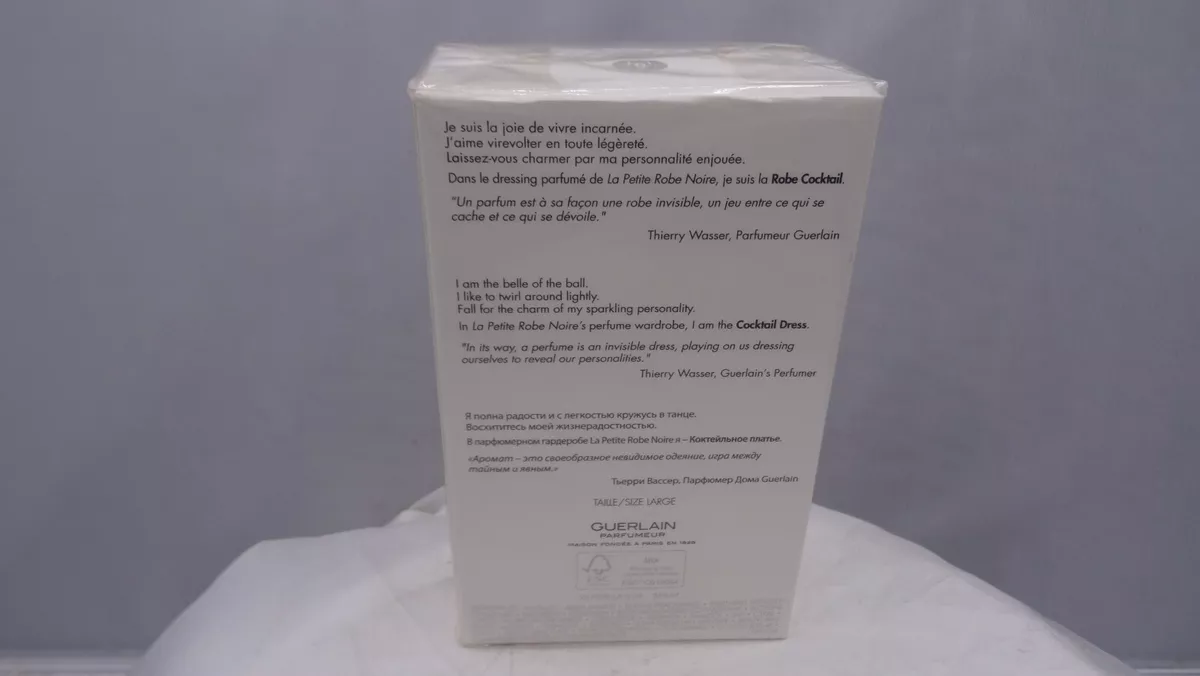 Je suis la joie de vivre incarnée.
J'aime virevolter en toute légèreté.
Laissez-vous charmer par ma personnalité enjouée.
Dans le dressing parfumé de La Petite Robe Noire, je suis la Robe Cocktail.
"Un parfum est à sa façon une robe invisible, un jeu entre ce qui se
cache et ce qui se dévoile."
Thierry Wasser, Parfumeur Guerlain
I am the belle of the ball.
I like to twirl around lightly.
Fall for the charm of my sparkling personality.
In La Petite Robe Noire's perfume wardrobe, I am the Cocktail Dress.
"In its way, a perfume is an invisible dress, playing on us dressing
ourselves to reveal our personalities."
Thierry Wasser, Guerlain's Perfumer
Я полна радости и с легкостью кружусь в танце.
Восхититесь моей жизнерадостностью.
В парфюмерном гардеробе La Petite Robe Noire я – Коктейльное платье.
«Аромат – это своеобразное невидимое одеяние, игра между
тайным и явным.»
Тьерри Вассер, Парфюмер Дома Guerlain
TAILLE/SIZE LARGE
GUERLAIN
PARFUMEUR
MAISON FONDÉE À PARIS EN 1828
FSC